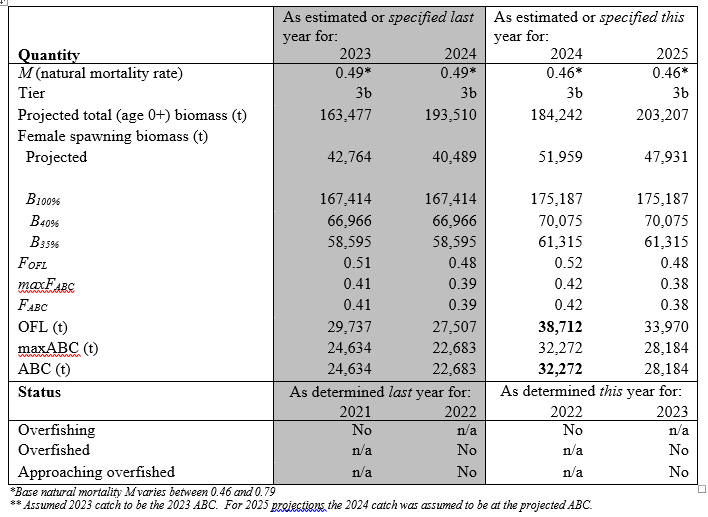 As estimated or specified last As estimated or specified this
year for: year for:
Quantity 2023 2024 2024 2025
M (natural mortality rate) 0.49* 0.49* 0.46* 0.46*
Tier 3b 3b 3b 3b
Projected total (age 0+) biomass (t) 163,477 193,510 184,242 203,207
Female spawning biomass (t)
Projected 42,764 40,489 51,959 47,931
B100% 167,414 167,414 175,187 175,187
B40% 66,966 66,966 70,075 70,075
B35% 58,595 58,595 61,315 61,315
FOFL 0.51 0.48 0.52 0.48
maxFABC 0.41 0.39 0.42 0.38
FABC 0.41 0.39 0.42 0.38
OFL (t) 29,737 27,507 38,712 33,970
maxABC (t) 24,634 22,683 32,272 28,184
ABC (t) 24,634 22,683 32,272 28,184
Status As determined last year for: As determined this year for:
2021 2022 2022 2023
Overfishing No n/a No n/a
Overfished n/a No n/a No
Approaching overfished n/a No n/a No
*Base natural mortality M varies between 0.46 and 0.79
** Assumed 2023 catch to be the 2023 ABC. For 2025 projections the 2024 catch was assumed to be at the projected ABC.